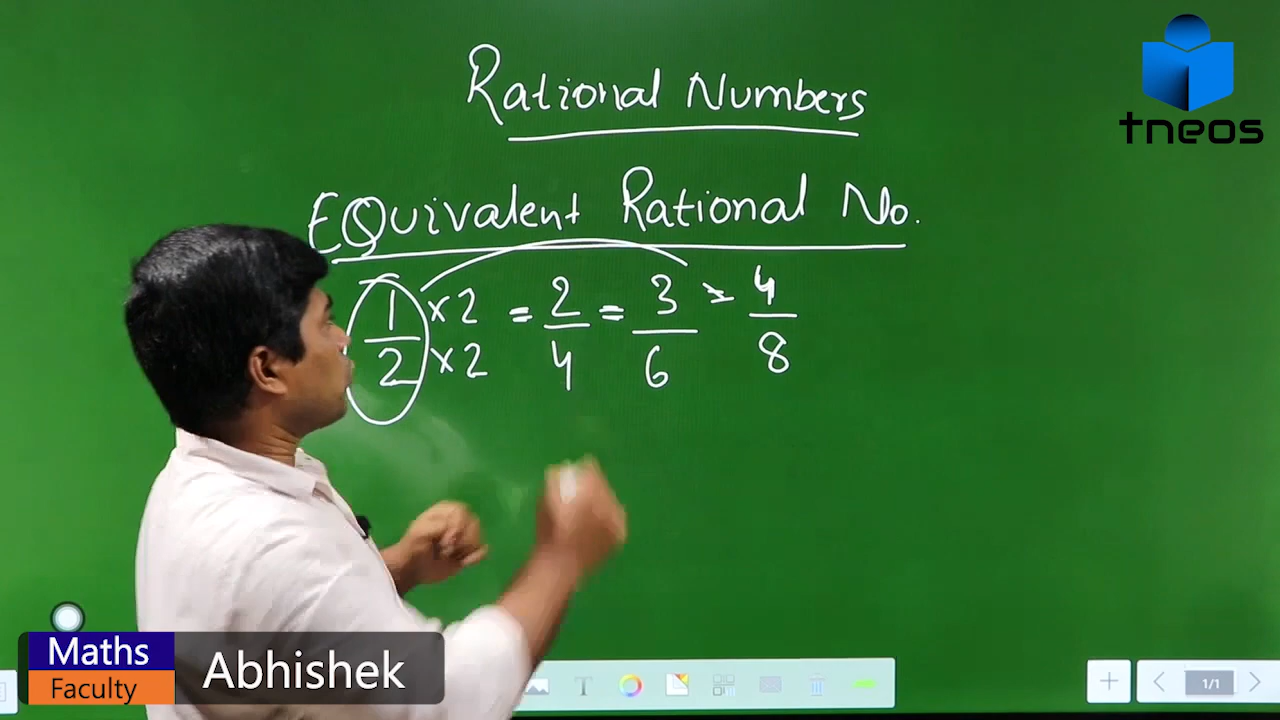 Rational Numbers
tneos
EQuivalent Rational No.
1/2 ×2/×2 = 2/4 = 3/6 = 4/8
Maths
Faculty
Abhishek
T
1/1